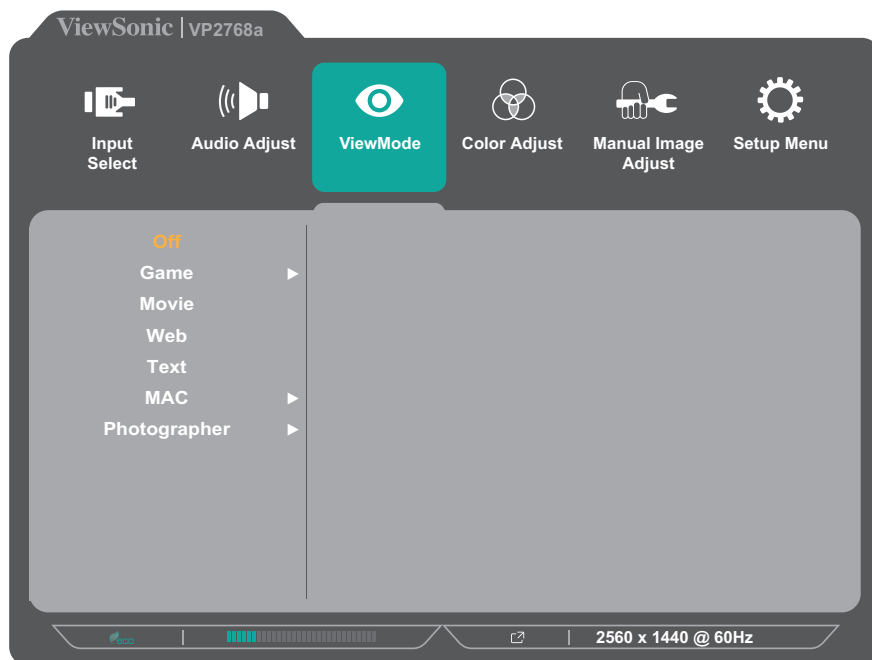 ViewSonic | VP2768a
Input Select
Audio Adjust
ViewMode
Color Adjust
Manual Image Adjust
Setup Menu
Off
Game
Movie
Web
Text
MAC
Photographer
eco
2560 x 1440 @ 60Hz